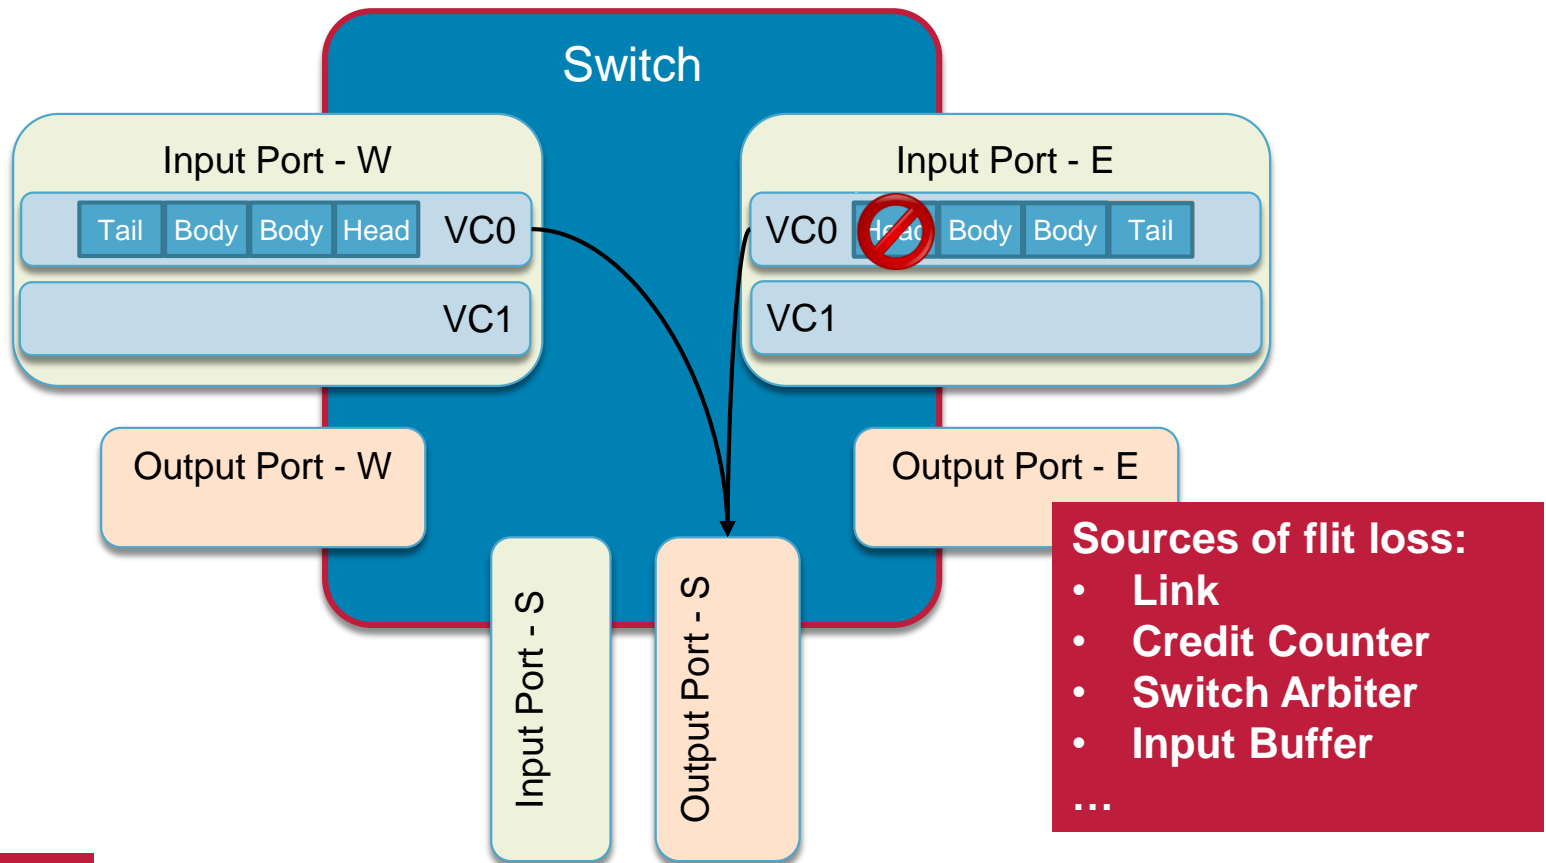 Switch
Input Port - W
Tail Body Body Head VC0
VC1
Input Port - E
VC0 Head Body Body Tail
VC1
Output Port - W
Output Port - E
Input Port - S
Output Port - S
Sources of flit loss:
• Link
• Credit Counter
• Switch Arbiter
• Input Buffer
…